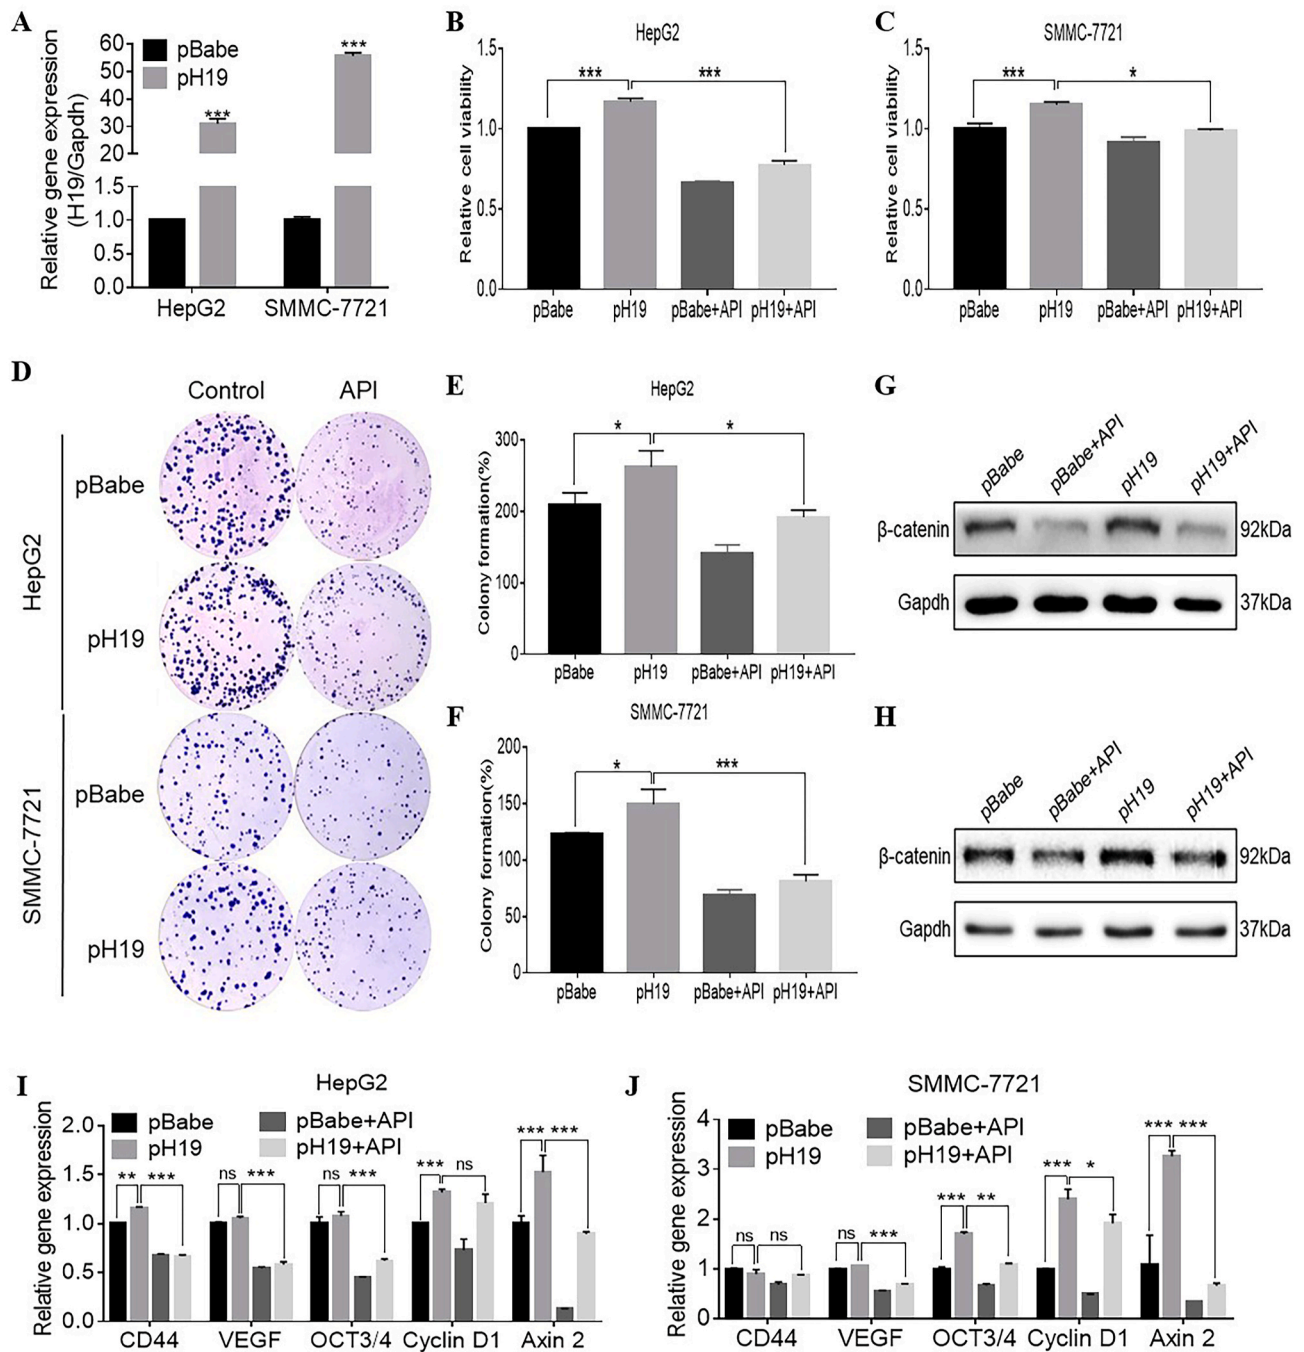 A
Relative gene expression
(H19/Gapdh)
pBabe
pH19
60
50
40
30
20
1.5
1.0
0.5
0.0
***
***
HepG2
SMMC-7721
B
HepG2
Relative cell viability
1.5
1.0
0.5
0.0
***
***
pBabe
pH19
pBabe+API
pH19+API
C
SMMC-7721
Relative cell viability
1.5
1.0
0.5
0.0
***
*
pBabe
pH19
pBabe+API
pH19+API
D
Control
API
HepG2
pBabe
pH19
SMMC-7721
pBabe
pH19
E
HepG2
Colony formation(%)
300
200
100
0
*
*
pBabe
pH19
pBabe+API
pH19+API
F
SMMC-7721
Colony formation(%)
200
150
100
50
0
*
***
pBabe
pH19
pBabe+API
pH19+API
G
pBabe
pBabe+API
pH19
pH19+API
β-catenin
92kDa
Gapdh
37kDa
H
pBabe
pBabe+API
pH19
pH19+API
β-catenin
92kDa
Gapdh
37kDa
I
HepG2
Relative gene expression
pBabe
pH19
pBabe+API
pH19+API
2.0
1.5
1.0
0.5
0.0
** ***
ns ***
ns ***
*** ns
*** ***
CD44
VEGF
OCT3/4
Cyclin D1
Axin 2
J
SMMC-7721
Relative gene expression
pBabe
pH19
pBabe+API
pH19+API
4
3
2
1
0
ns ns
ns ***
*** **
*** *
*** ***
CD44
VEGF
OCT3/4
Cyclin D1
Axin 2